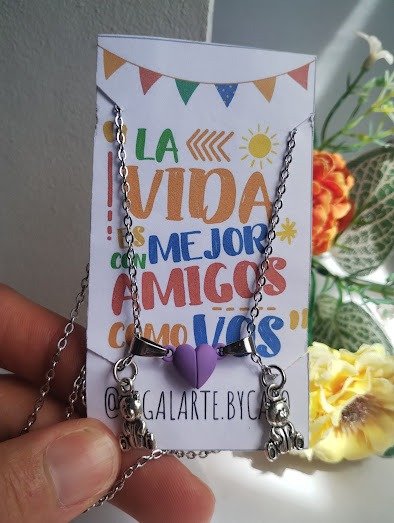 "LA
VIDA
ES
CON MEJOR
AMIGOS
COMO VOS"